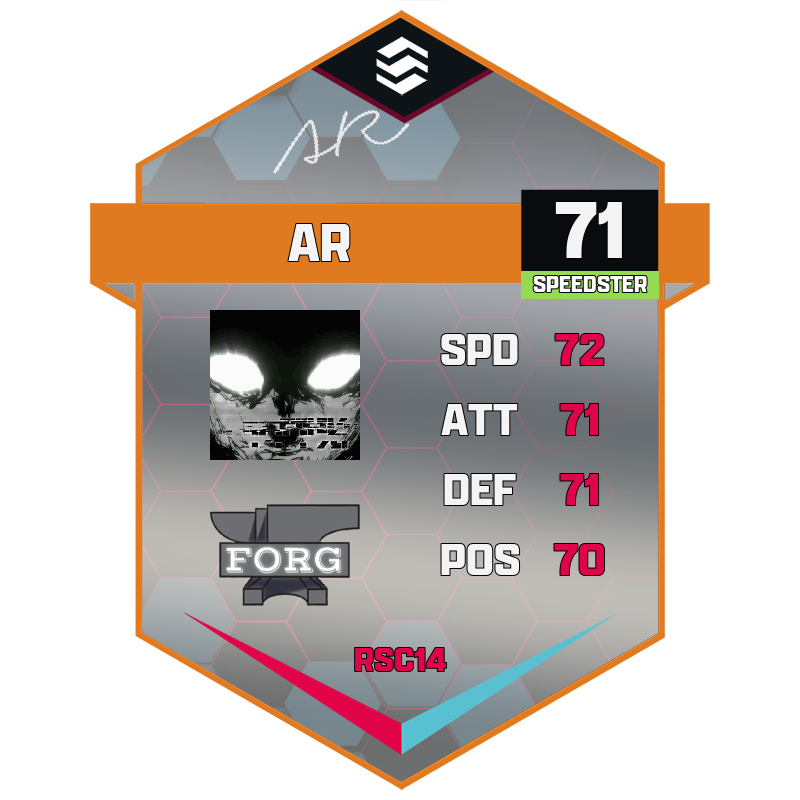 AR
AR
71
SPEEDSTER
SPD 72
ATT 71
DEF 71
POS 70
FORG
RSC14